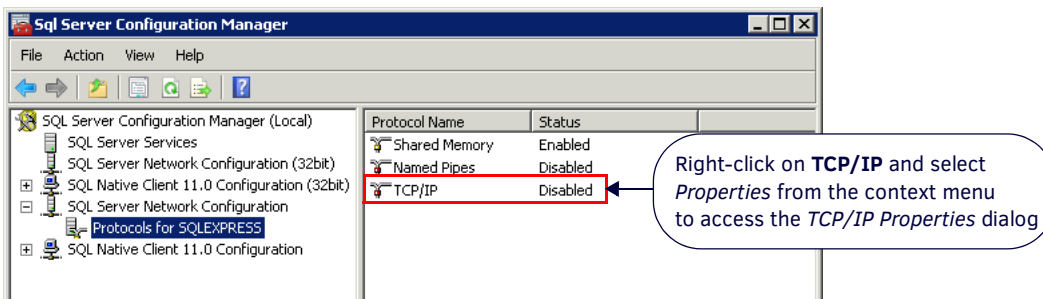 Sql Server Configuration Manager
File Action View Help
SQL Server Configuration Manager (Local)
SQL Server Services
SQL Server Network Configuration (32bit)
SQL Native Client 11.0 Configuration (32bit)
SQL Server Network Configuration
Protocols for SQLEXPRESS
SQL Native Client 11.0 Configuration
Protocol Name Status
Shared Memory Enabled
Named Pipes Disabled
TCP/IP Disabled
Right-click on TCP/IP and select
Properties from the context menu
to access the TCP/IP Properties dialog